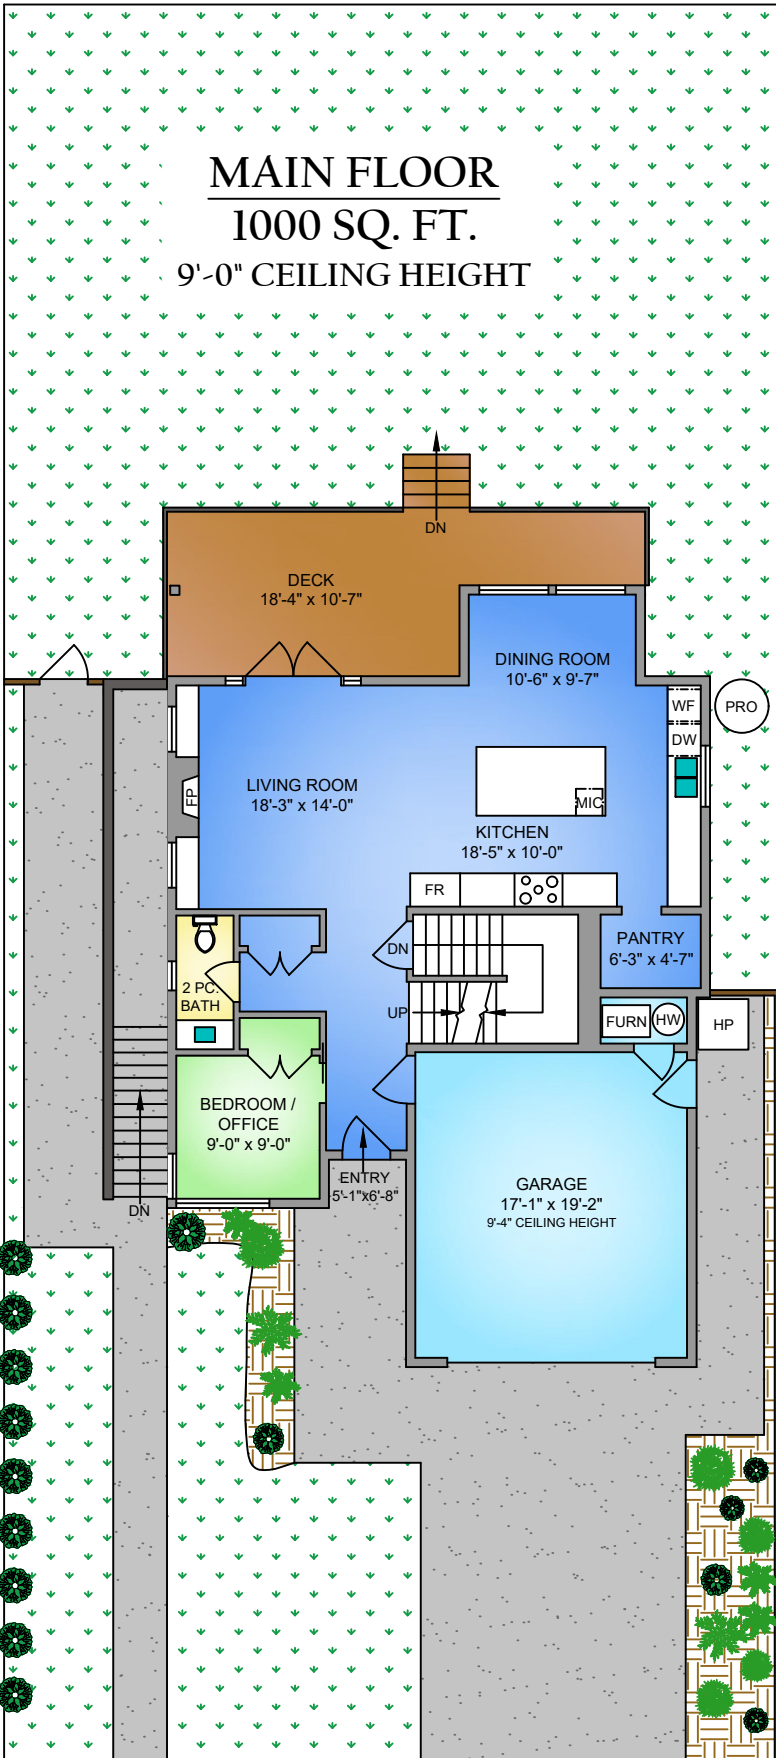 MAIN FLOOR
1000 SQ. FT.
9'-0" CEILING HEIGHT
DN
DECK
18'-4" x 10'-7"
DINING ROOM
10'-6" x 9'-7"
WF
PRO
DW
LIVING ROOM
18'-3" x 14'-0"
FP
MIC
KITCHEN
18'-5" x 10'-0"
FR
DN
PANTRY
6'-3" x 4'-7"
2 PC.
BATH
UP
FURN
HW
HP
BEDROOM /
OFFICE
9'-0" x 9'-0"
ENTRY
5'-1"x6'-8"
GARAGE
17'-1" x 19'-2"
9'-4" CEILING HEIGHT
DN